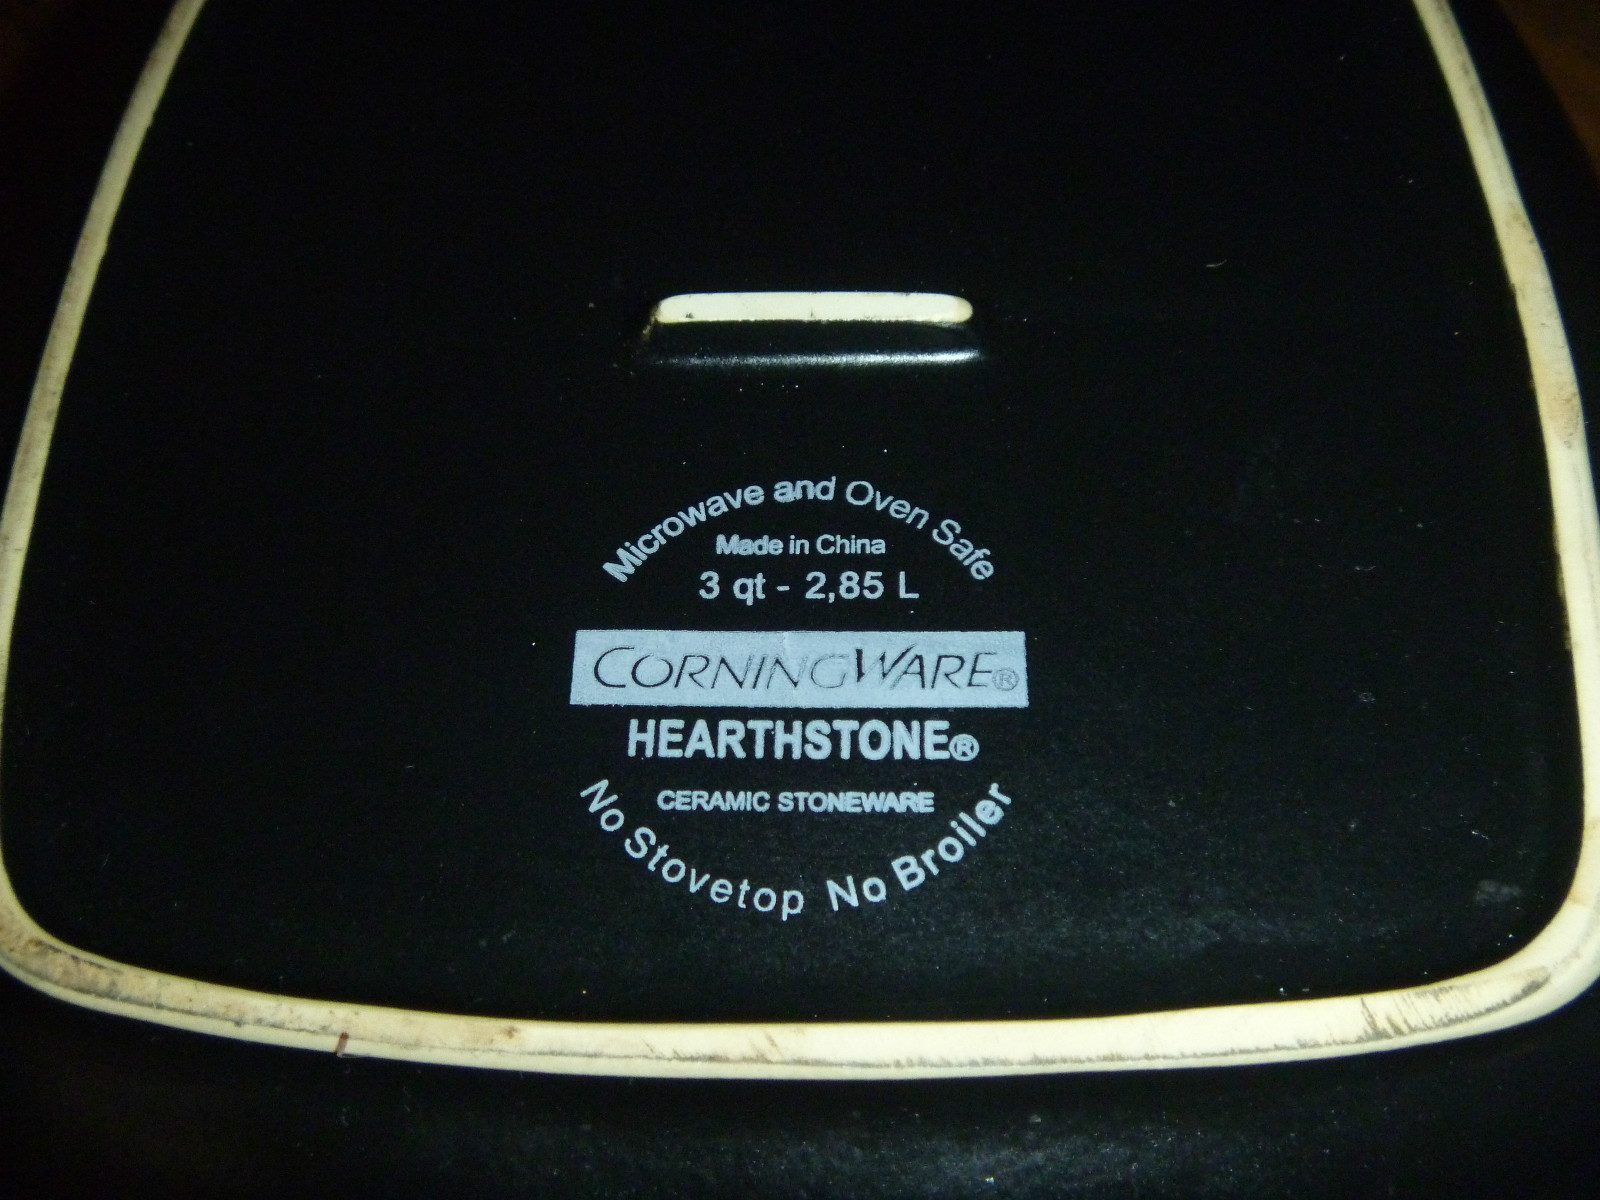 Microwave and Oven Safe
Made in China
3 qt - 2,85 L
CORNINGWARE®
HEARTHSTONE®
CERAMIC STONEWARE
No Stovetop No Broiler